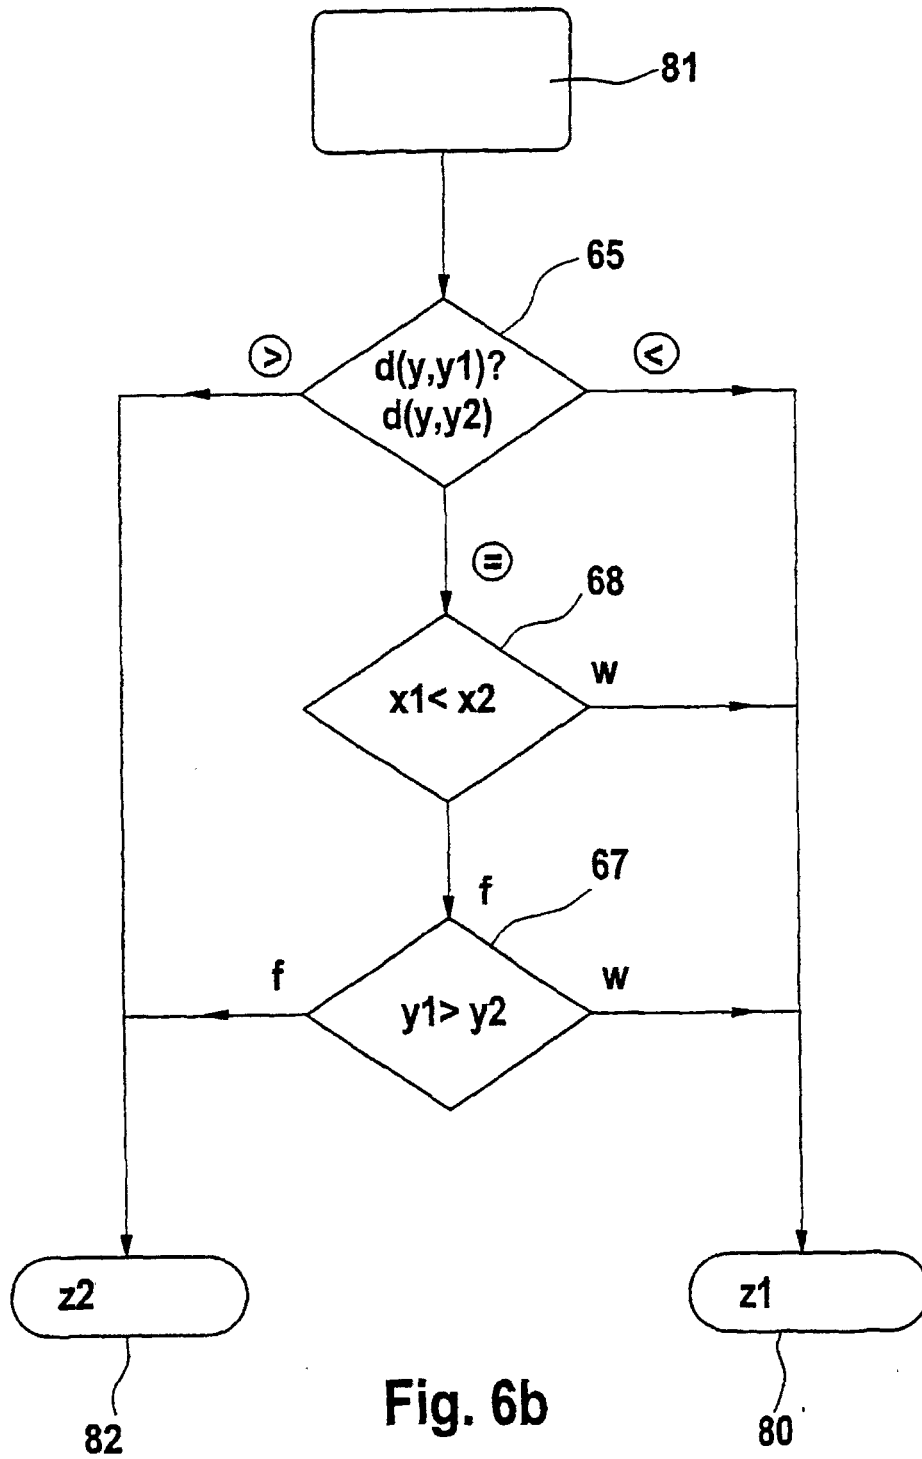 81
65
>
<
d(y,y1)?
d(y,y2)
=
68
x1< x2
w
f
67
f
y1> y2
w
z2
z1
82
Fig. 6b
80